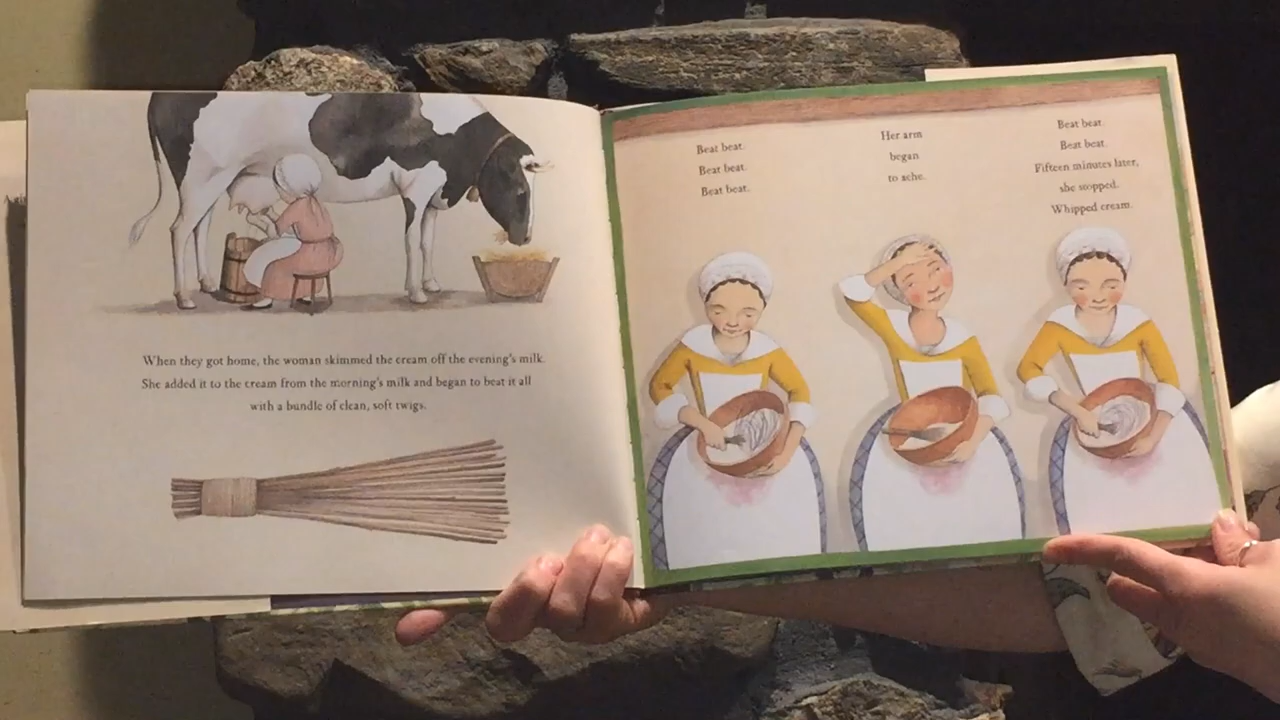 When they got home, the woman skimmed the cream off the evening's milk.
She added it to the cream from the morning's milk and began to beat it all
with a bundle of clean, soft twigs.
Beat beat.
Beat beat.
Beat beat.
Her arm
began
to ache.
Beat beat.
Beat beat.
Fifteen minutes later,
she stopped.
Whipped cream.